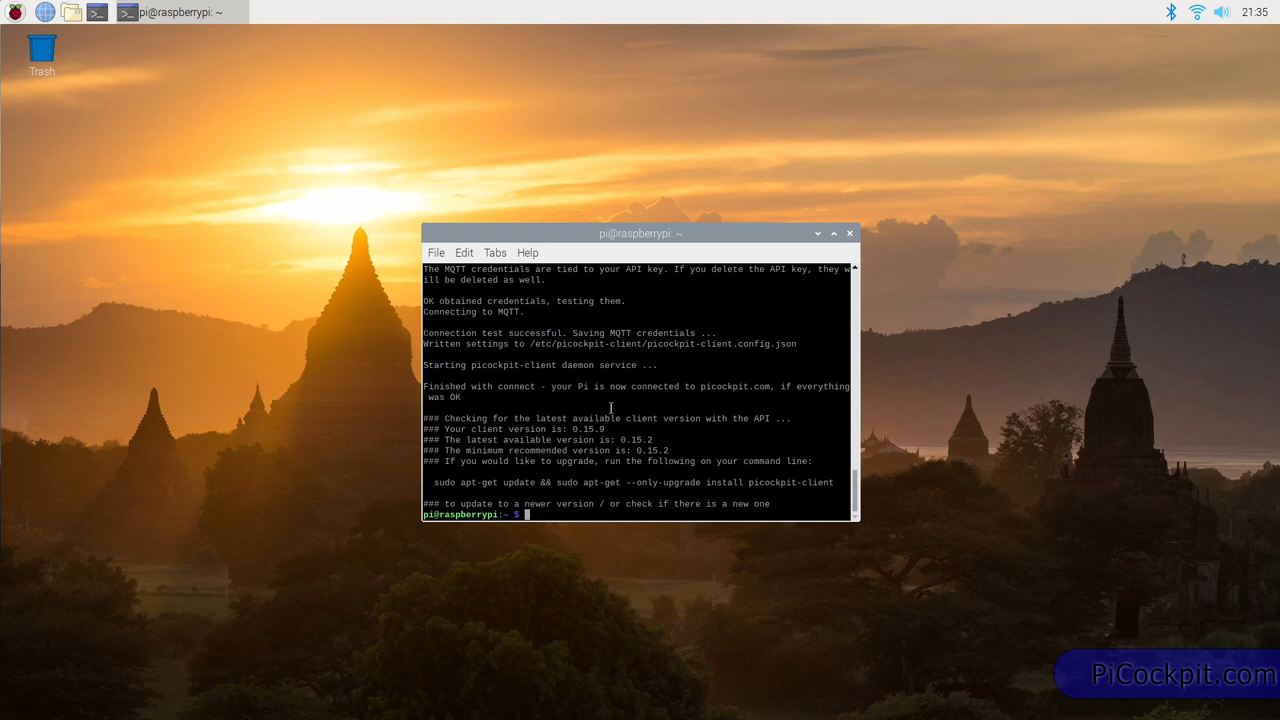 pi@raspberrypi: ~
21:35
Trash
pi@raspberrypi: ~
File Edit Tabs Help
The MQTT credentials are tied to your API key. If you delete the API key, they w
ill be deleted as well.
OK obtained credentials, testing them.
Connecting to MQTT.
Connection test successful. Saving MQTT credentials ...
Written settings to /etc/picockpit-client/picockpit-client.config.json
Starting picockpit-client daemon service ...
Finished with connect - your Pi is now connected to picockpit.com, if everything
 was OK
### Checking for the latest available client version with the API ...
### Your client version is: 0.15.9
### The latest available version is: 0.15.2
### The minimum recommended version is: 0.15.2
### If you would like to upgrade, run the following on your command line:
  sudo apt-get update && sudo apt-get --only-upgrade install picockpit-client
### to update to a newer version / or check if there is a new one
pi@raspberrypi:~ $
PiCockpit.com